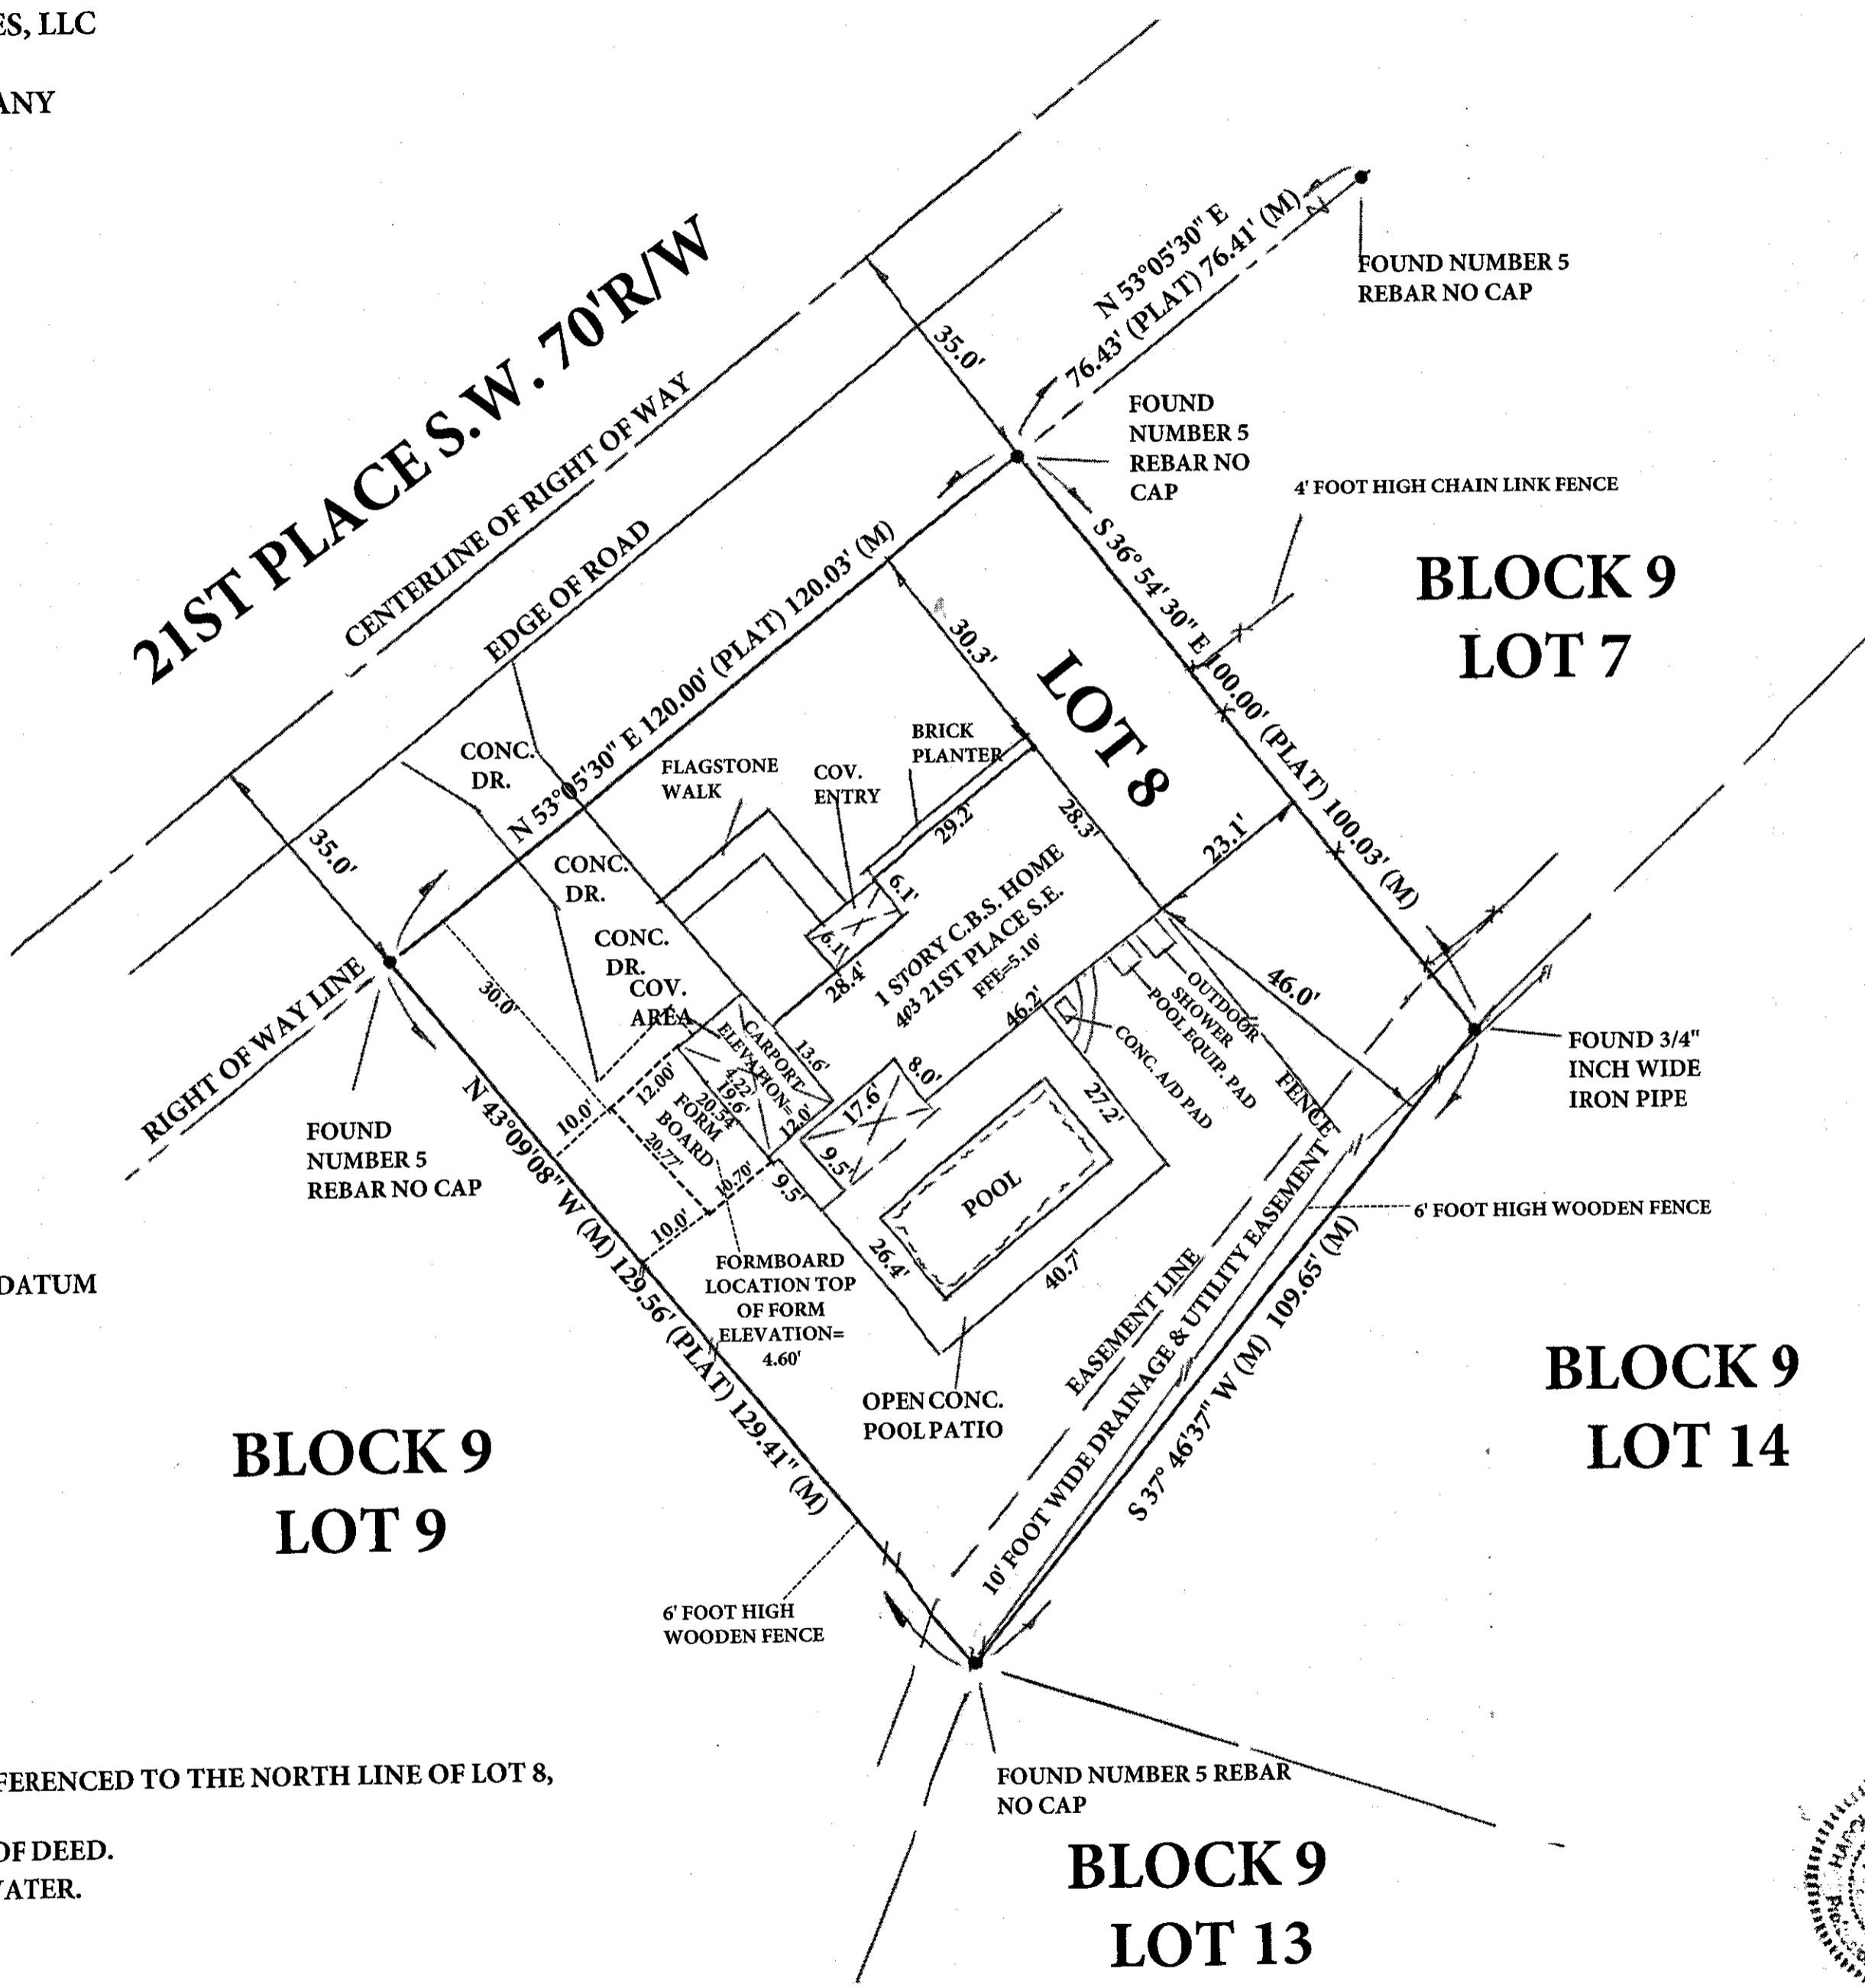 ES, LLC
ANY
21ST PLACE S.W. 70'R/W
CENTERLINE OF RIGHT OF WAY
EDGE OF ROAD
35.0'
N 53°05'30" E
76.43' (PLAT) 76.41' (M)
FOUND NUMBER 5
REBAR NO CAP
FOUND
NUMBER 5
REBAR NO
CAP
4' FOOT HIGH CHAIN LINK FENCE
S 36° 54' 30" E 100.00' (PLAT) 100.03' (M)
BLOCK 9
LOT 7
N 53°05'30" E 120.00' (PLAT) 120.03' (M)
30.3'
LOT 8
35.0'
CONC.
DR.
FLAGSTONE
WALK
COV.
ENTRY
BRICK
PLANTER
29.2'
28.3'
23.1'
CONC.
DR.
6.1'
6.1'
28.4'
1 STORY C.B.S. HOME
403 21ST PLACE S.E.
FFE=5.10'
46.2'
CONC.
DR.
COV.
AREA
30.0'
RIGHT OF WAY LINE
CARPORT
ELEVATION=
4.22'
13.6'
19.6'
12.0'
12.00'
20.54'
FORM
BOARD
20.77'
10.70'
10.0'
10.0'
9.5'
17.6'
8.0'
9.5'
OUTDOOR
SHOWER
POOL EQUIP. PAD
CONC. A/D PAD
46.0'
FENCE
27.2'
POOL
26.4'
40.7'
FOUND 3/4"
INCH WIDE
IRON PIPE
FOUND
NUMBER 5
REBAR NO CAP
N 43°09'08" W (M) 129.56' (PLAT) 129.41" (M)
6' FOOT HIGH WOODEN FENCE
FORMBOARD
LOCATION TOP
OF FORM
ELEVATION=
4.60'
OPEN CONC.
POOL PATIO
EASEMENT LINE
10' FOOT WIDE DRAINAGE & UTILITY EASEMENT
S 37° 46'37" W (M) 109.65' (M)
DATUM
BLOCK 9
LOT 14
BLOCK 9
LOT 9
6' FOOT HIGH
WOODEN FENCE
FERENCED TO THE NORTH LINE OF LOT 8,
FOUND NUMBER 5 REBAR
NO CAP
OF DEED.
WATER.
BLOCK 9
LOT 13